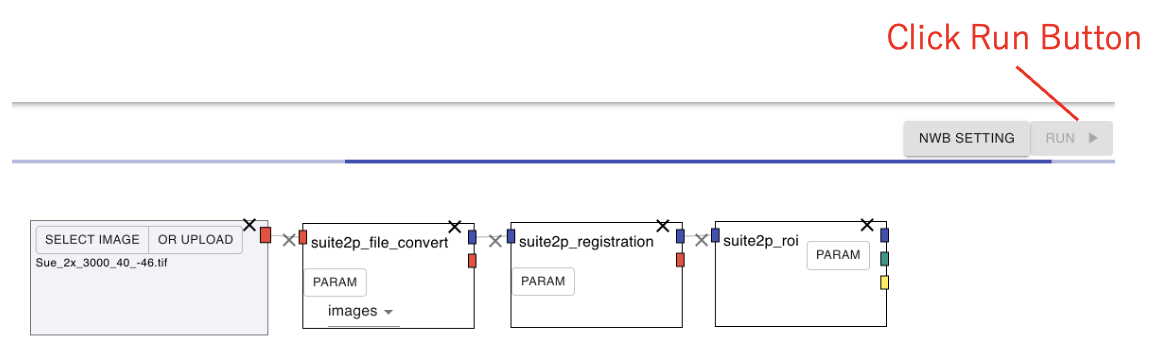 Click Run Button
NWB SETTING
RUN
SELECT IMAGE
OR UPLOAD
Sue_2x_3000_40_-46.tif
suite2p_file_convert
PARAM
images
suite2p_registration
PARAM
suite2p_roi
PARAM